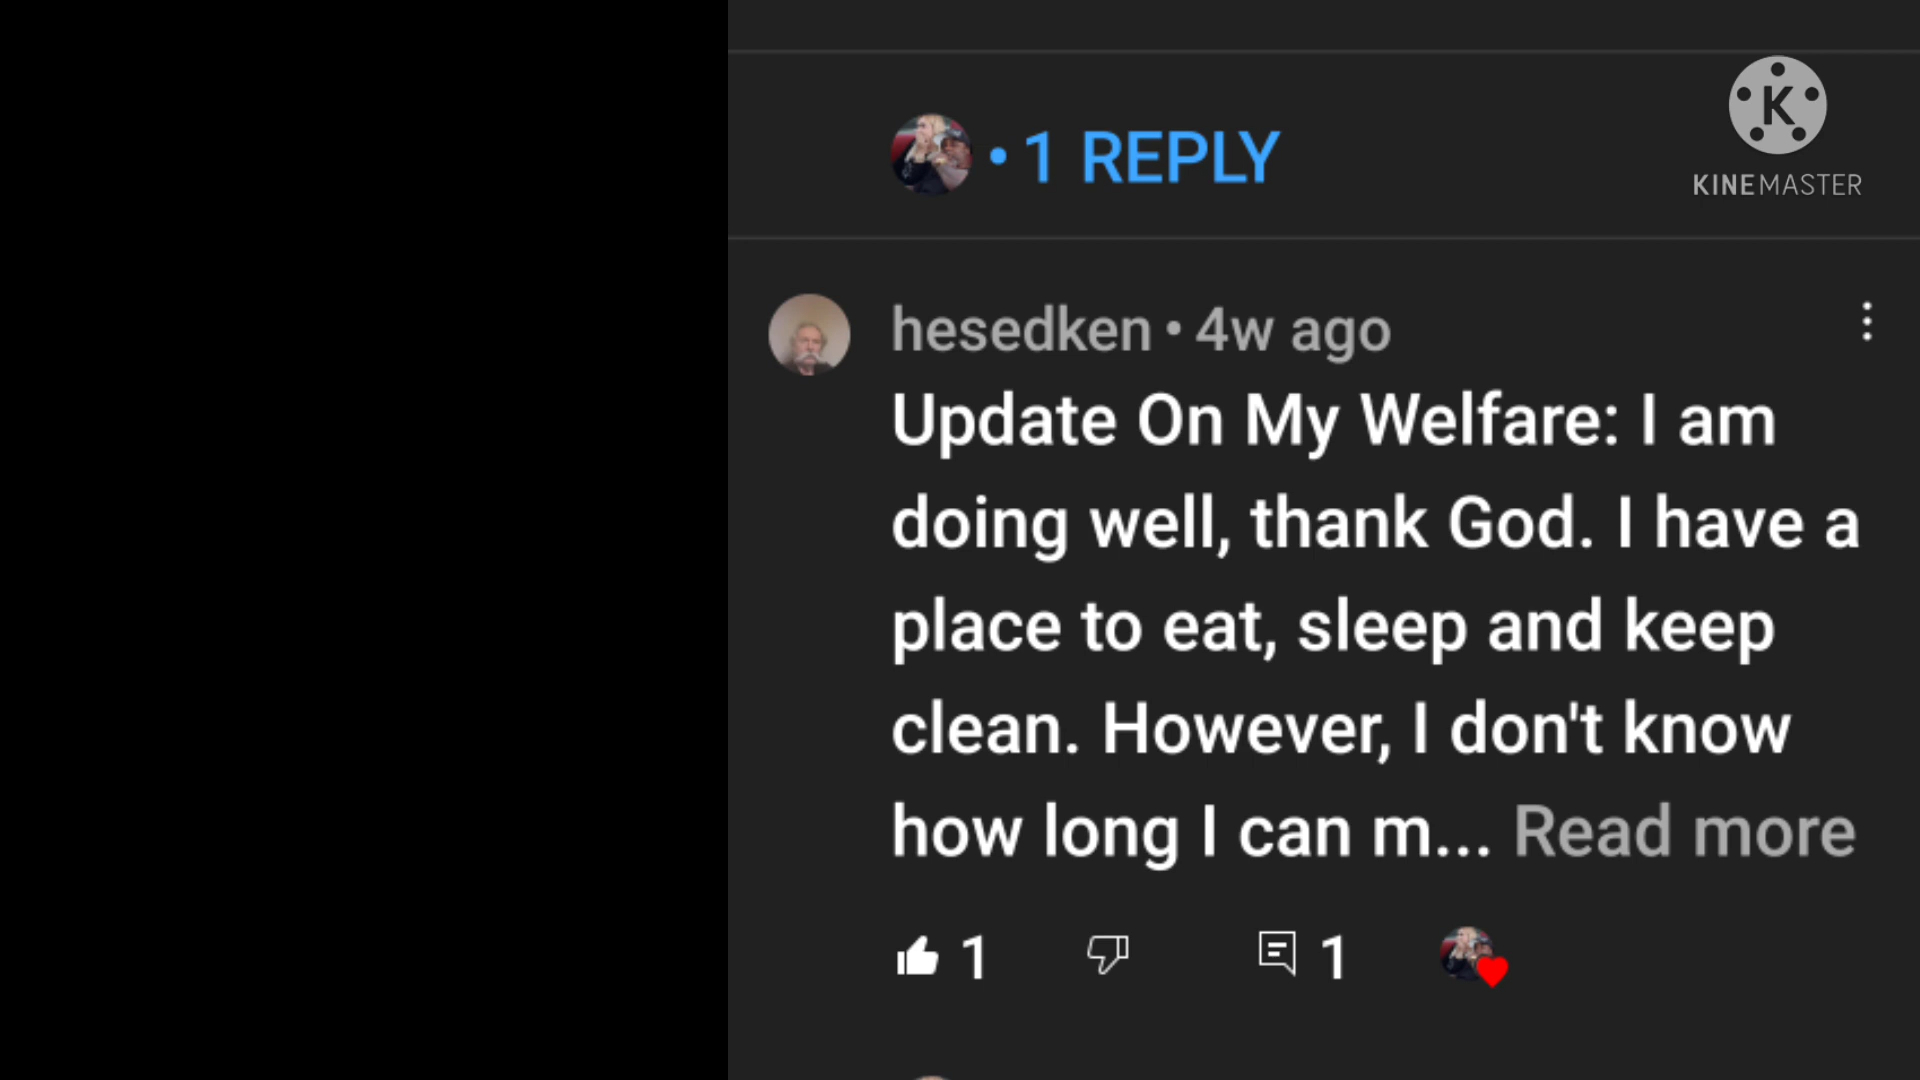 • 1 REPLY
K
KINEMASTER
hesedken • 4w ago
Update On My Welfare: I am
doing well, thank God. I have a
place to eat, sleep and keep
clean. However, I don't know
how long I can m... Read more
1
1